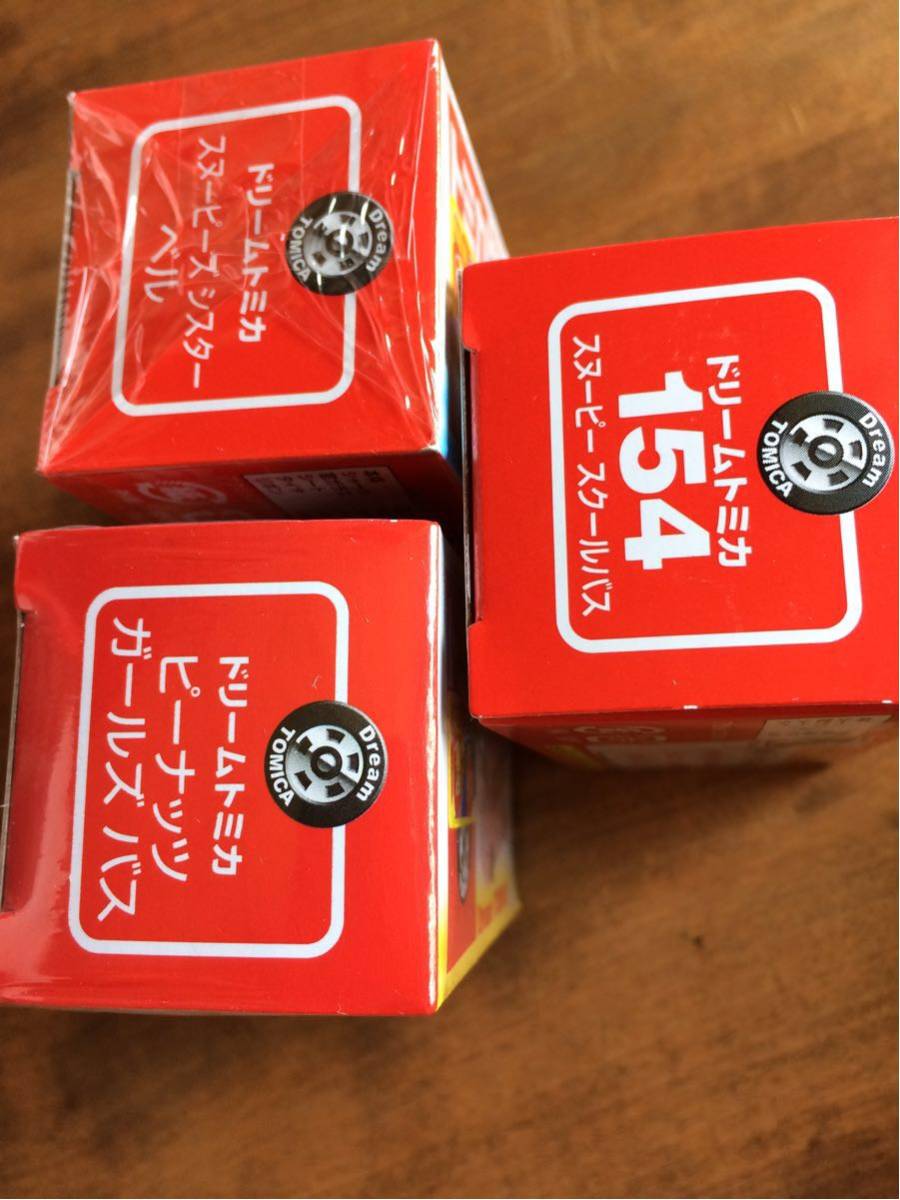 ドリームトミカ
スヌーピーズ シスター
ベル
Dream
TOMICA
ドリームトミカ
154
スヌーピー スクールバス
Dream
TOMICA
ドリームトミカ
ピーナッツ
ガールズ バス
Dream
TOMICA